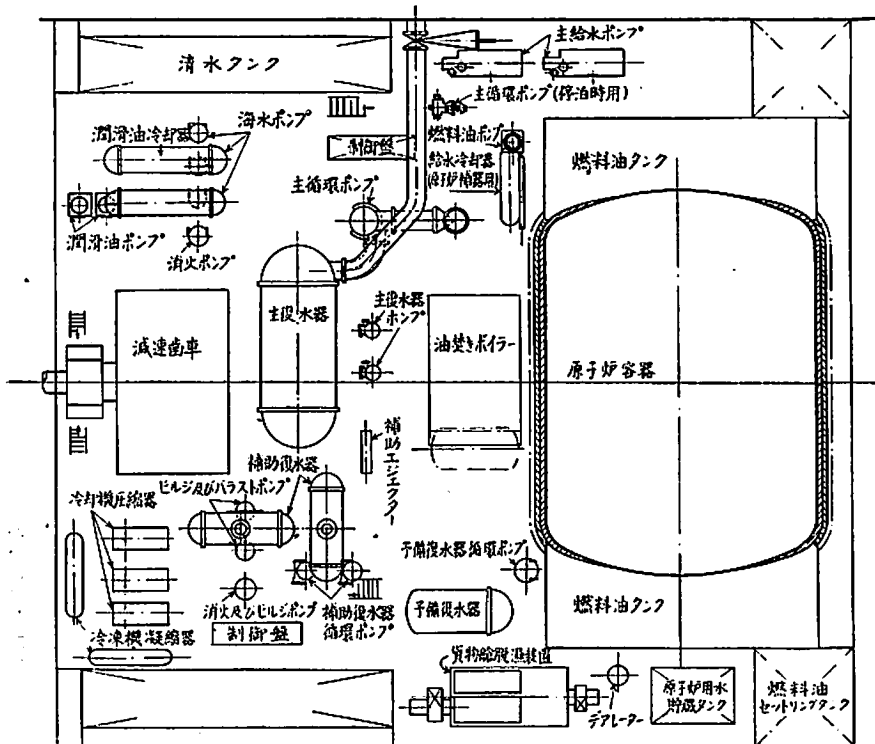 主給水ポンプ
清水タンク
主循環ポンプ(停泊時用)
海水ポンプ
潤滑油冷却器
制御盤
燃料油ポンプ
給水冷却器
(原子炉補器用)
燃料油タンク
主循環ポンプ
潤滑油ポンプ
消火ポンプ
主復水器
主復水器
ポンプ
減速歯車
油焚きボイラー
原子炉容器
補助エジェクター
補助復水器
ビルジ及びバラストポンプ
冷却機圧縮器
予備復水器循環ポンプ
消火及びビルジポンプ
補助復水器
循環ポンプ
予備復水器
燃料油タンク
制御盤
冷凍機凝縮器
デアレーター
原子炉用水
貯蔵タンク
燃料油
セットリングタンク